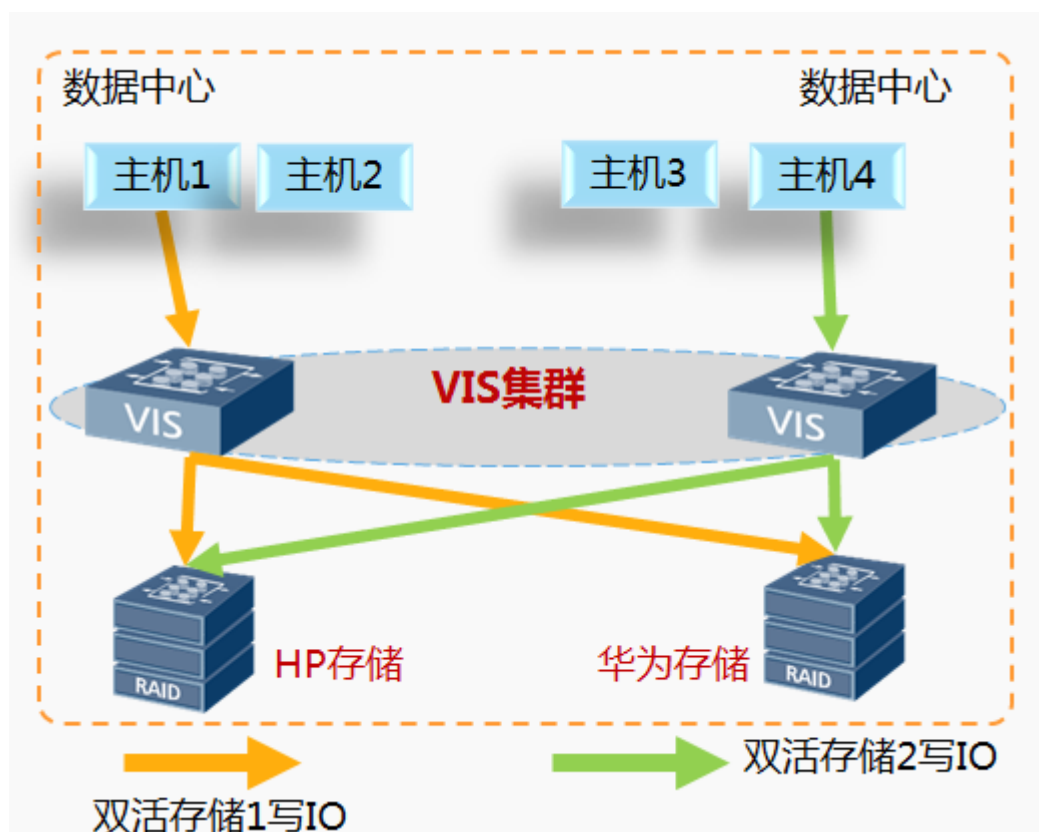 数据中心
数据中心
主机1
主机2
主机3
主机4
VIS集群
VIS
VIS
HP存储
华为存储
RAID
RAID
双活存储2写IO
双活存储1写IO